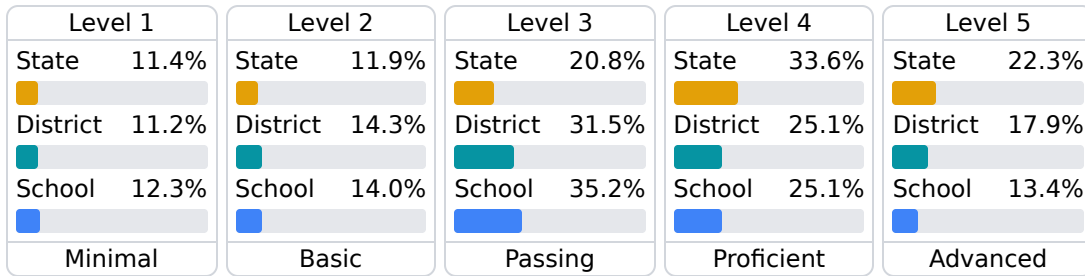 Level 1
State 11.4%
District 11.2%
School 12.3%
Minimal
Level 2
State 11.9%
District 14.3%
School 14.0%
Basic
Level 3
State 20.8%
District 31.5%
School 35.2%
Passing
Level 4
State 33.6%
District 25.1%
School 25.1%
Proficient
Level 5
State 22.3%
District 17.9%
School 13.4%
Advanced